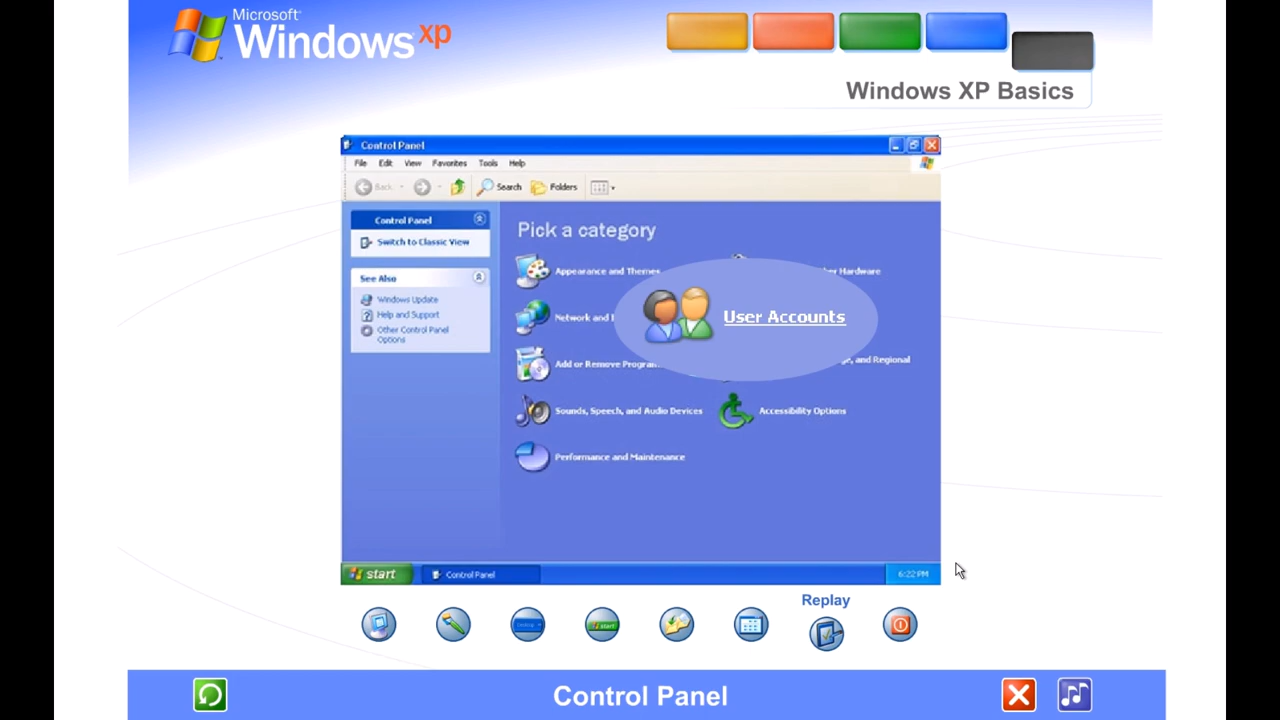 Microsoft
Windows xp
Windows XP Basics
Control Panel
File Edit View Favorites Tools Help
Back
Search
Folders
Control Panel
Switch to Classic View
See Also
Windows Update
Help and Support
Other Control Panel
Options
Pick a category
Appearance and Themes
Hardware
Network and
User Accounts
Add or Remove
and Regional
Sounds, Speech, and Audio Devices
Accessibility Options
Performance and Maintenance
start
Control Panel
6:22 PM
Replay
start
Control Panel